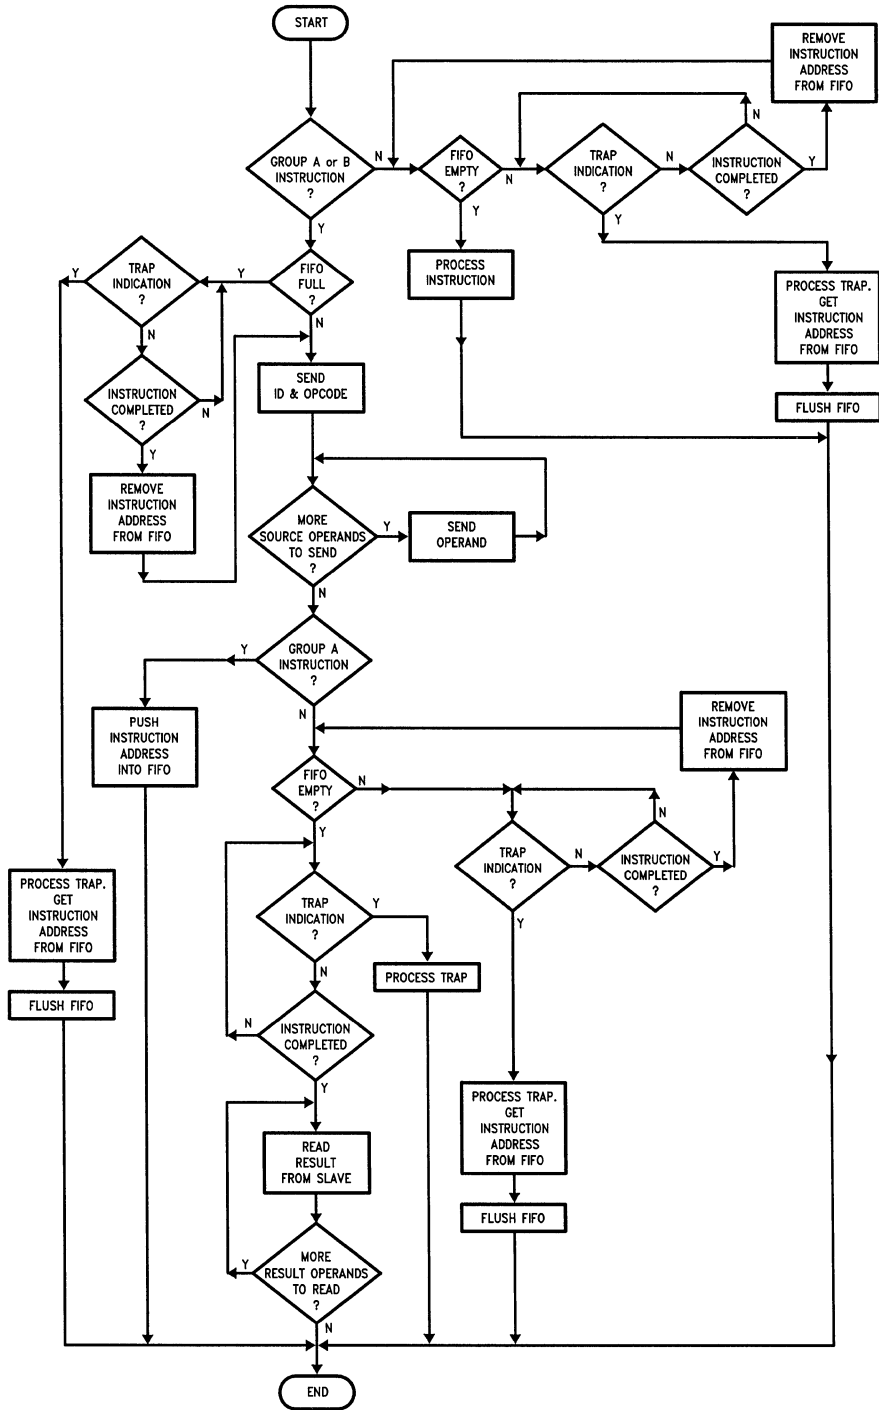 START
REMOVE
INSTRUCTION
ADDRESS
FROM FIFO
N
GROUP A or B
INSTRUCTION
?
N
FIFO
EMPTY
?
N
TRAP
INDICATION
?
N
INSTRUCTION
COMPLETED
?
Y
Y
Y
Y
PROCESS
INSTRUCTION
PROCESS TRAP.
GET
INSTRUCTION
ADDRESS
FROM FIFO
FLUSH FIFO
Y
TRAP
INDICATION
?
Y
FIFO
FULL
?
N
N
INSTRUCTION
COMPLETED
?
N
SEND
ID & OPCODE
Y
REMOVE
INSTRUCTION
ADDRESS
FROM FIFO
MORE
SOURCE OPERANDS
TO SEND
?
Y
SEND
OPERAND
N
Y
GROUP A
INSTRUCTION
?
N
PUSH
INSTRUCTION
ADDRESS
INTO FIFO
REMOVE
INSTRUCTION
ADDRESS
FROM FIFO
FIFO
EMPTY
?
N
Y
N
TRAP
INDICATION
?
N
INSTRUCTION
COMPLETED
?
Y
Y
PROCESS TRAP.
GET
INSTRUCTION
ADDRESS
FROM FIFO
FLUSH FIFO
TRAP
INDICATION
?
Y
PROCESS TRAP
N
N
INSTRUCTION
COMPLETED
?
Y
PROCESS TRAP.
GET
INSTRUCTION
ADDRESS
FROM FIFO
FLUSH FIFO
READ
RESULT
FROM SLAVE
Y
MORE
RESULT OPERANDS
TO READ
?
N
END